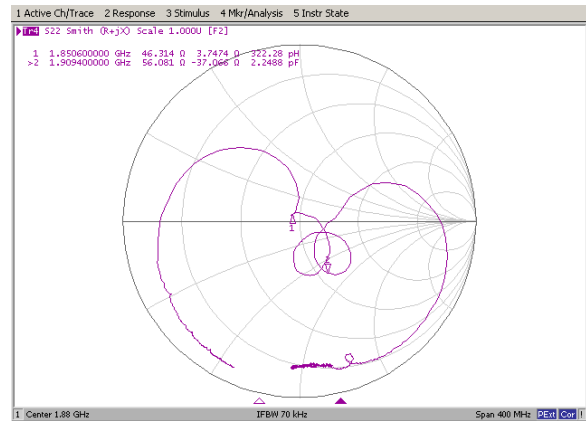 1 Active Ch/Trace 2 Response 3 Stimulus 4 Mkr/Analysis 5 Instr State
Tr4 S22 Smith (R+jX) Scale 1.000U [F2]
1 1.850600000 GHz 46.314 Ω 3.7474 Ω 322.28 pH
>2 1.909400000 GHz 56.081 Ω -37.066 Ω 2.2488 pF
1
2
1 Center 1.88 GHz IFBW 70 kHz Span 400 MHz PExt Cor !